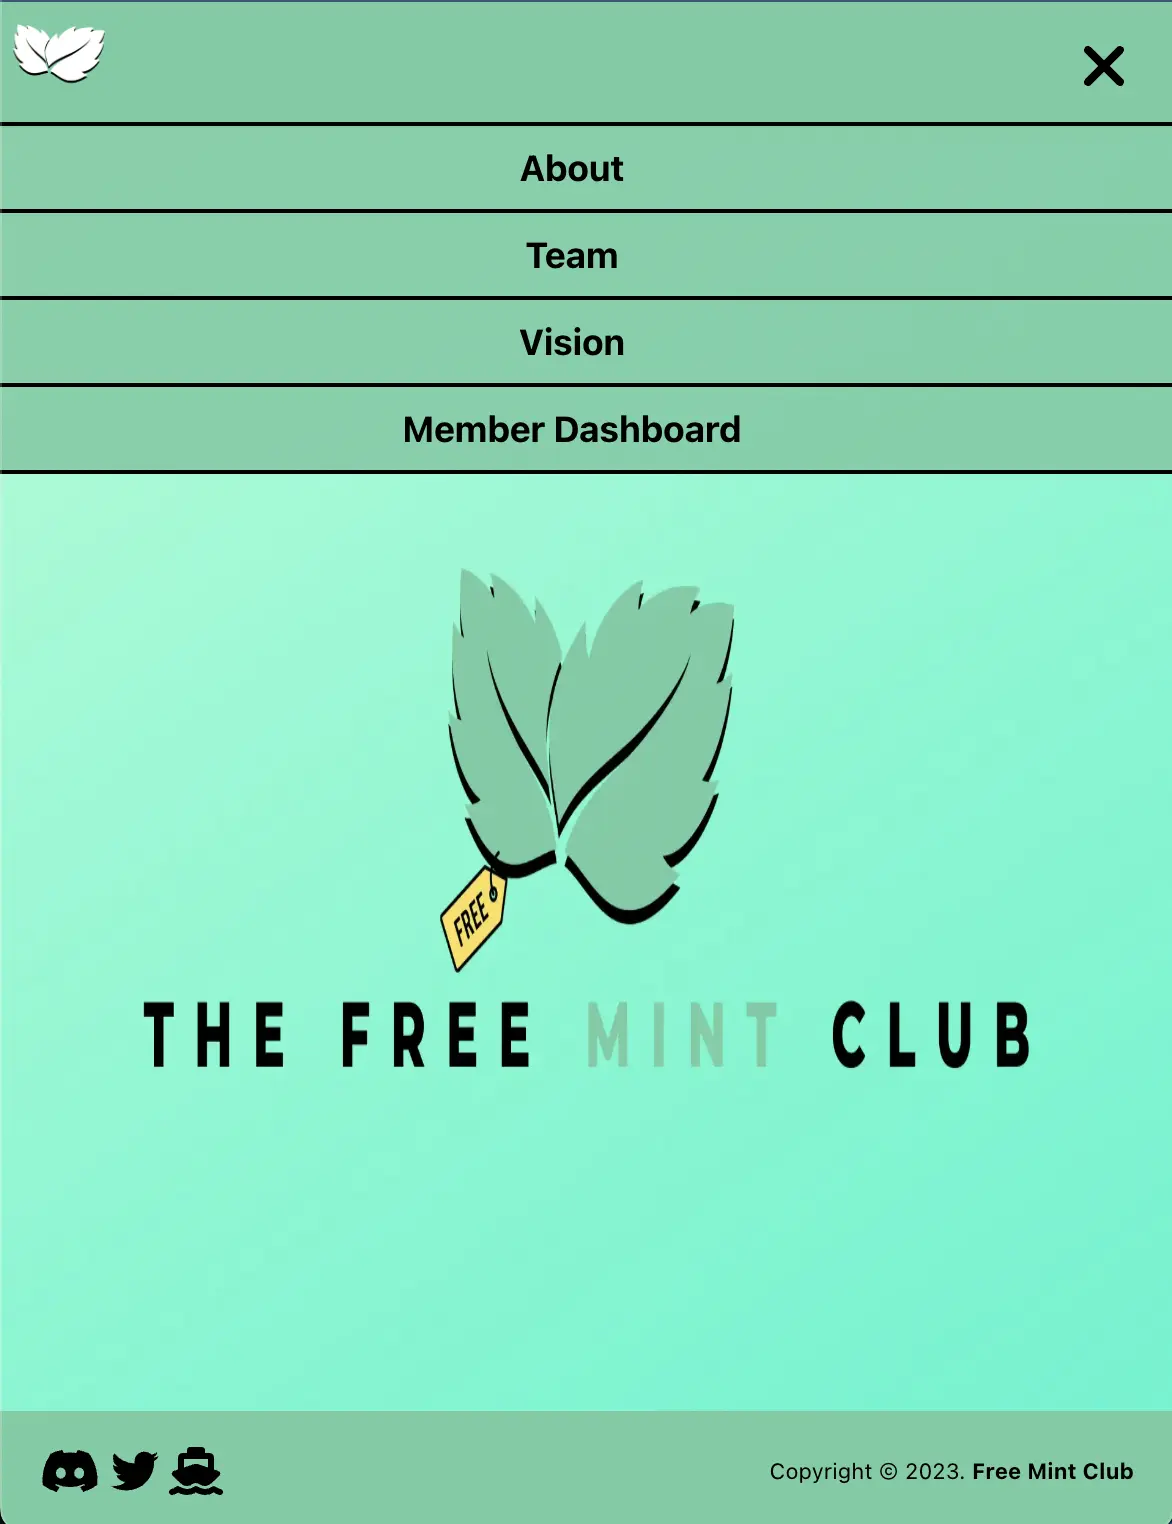 About
Team
Vision
Member Dashboard
FREE
THE FREE MINT CLUB
Copyright © 2023. Free Mint Club